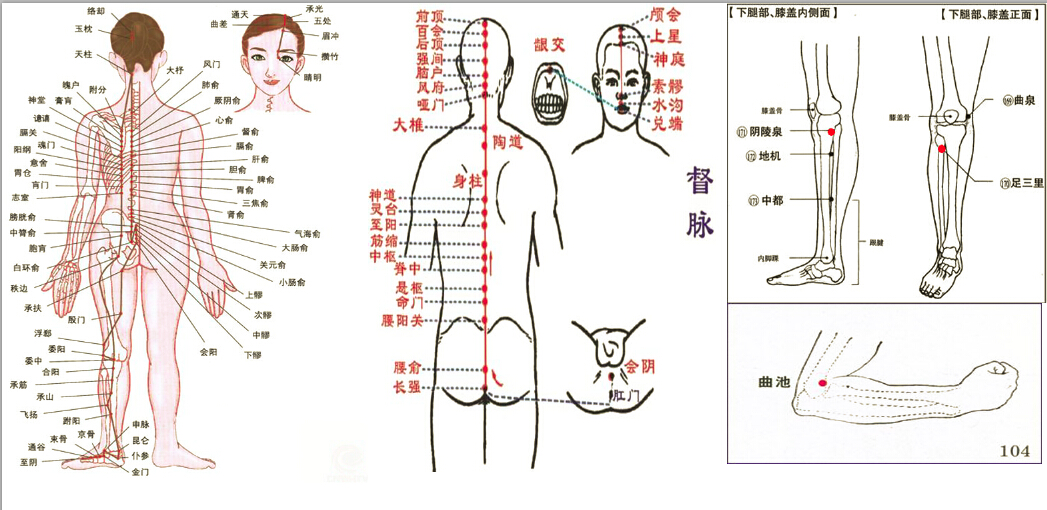 络却
玉枕
天柱
通天
承光
五处
曲差
眉冲
攒竹
睛明
大杼
风门
肺俞
厥阴俞
心俞
督俞
膈俞
肝俞
胆俞
脾俞
胃俞
三焦俞
肾俞
气海俞
大肠俞
关元俞
小肠俞
上髎
次髎
中髎
下髎
会阳
魄户
附分
神堂
膏肓
譩譆
膈关
魂门
阳纲
意舍
胃仓
肓门
志室
膀胱俞
中膂俞
胞肓
白环俞
秩边
承扶
殷门
浮郄
委阳
委中
合阳
承筋
承山
飞扬
跗阳
申脉
京骨
束骨
昆仑
通谷
仆参
至阴
金门
前顶
百会
后顶
强间
脑户
风府
哑门
大椎
陶道
身柱
神道
灵台
至阳
筋缩
中枢
脊中
悬枢
命门
腰阳关
腰俞
长强
龈交
颅会
上星
神庭
素髎
水沟
兑端
会阴
肛门
督
脉
【下腿部、膝盖内侧面】
【下腿部、膝盖正面】
膝盖骨
⑰阴陵泉
⑰地机
⑰中都
跟腱
内脚踝
膝盖骨
⑯曲泉
⑰足三里
曲池
104